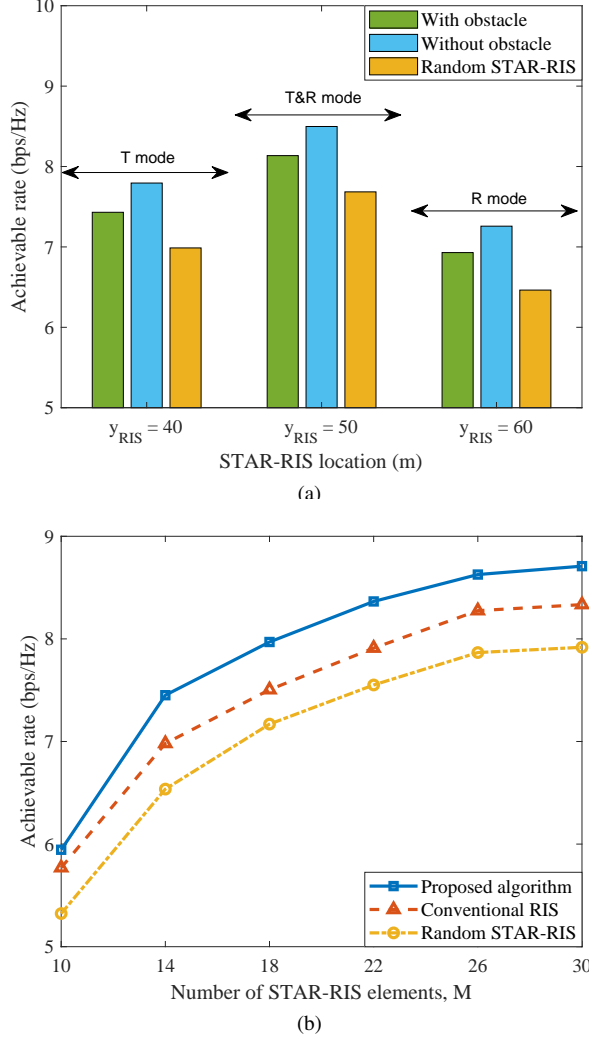 10
9
8
7
6
5
Achievable rate (bps/Hz)
With obstacle
Without obstacle
Random STAR-RIS
T mode
T&R mode
R mode
y_RIS = 40
y_RIS = 50
y_RIS = 60
STAR-RIS location (m)
(a)
9
8
7
6
5
Achievable rate (bps/Hz)
Proposed algorithm
Conventional RIS
Random STAR-RIS
10 14 18 22 26 30
Number of STAR-RIS elements, M
(b)